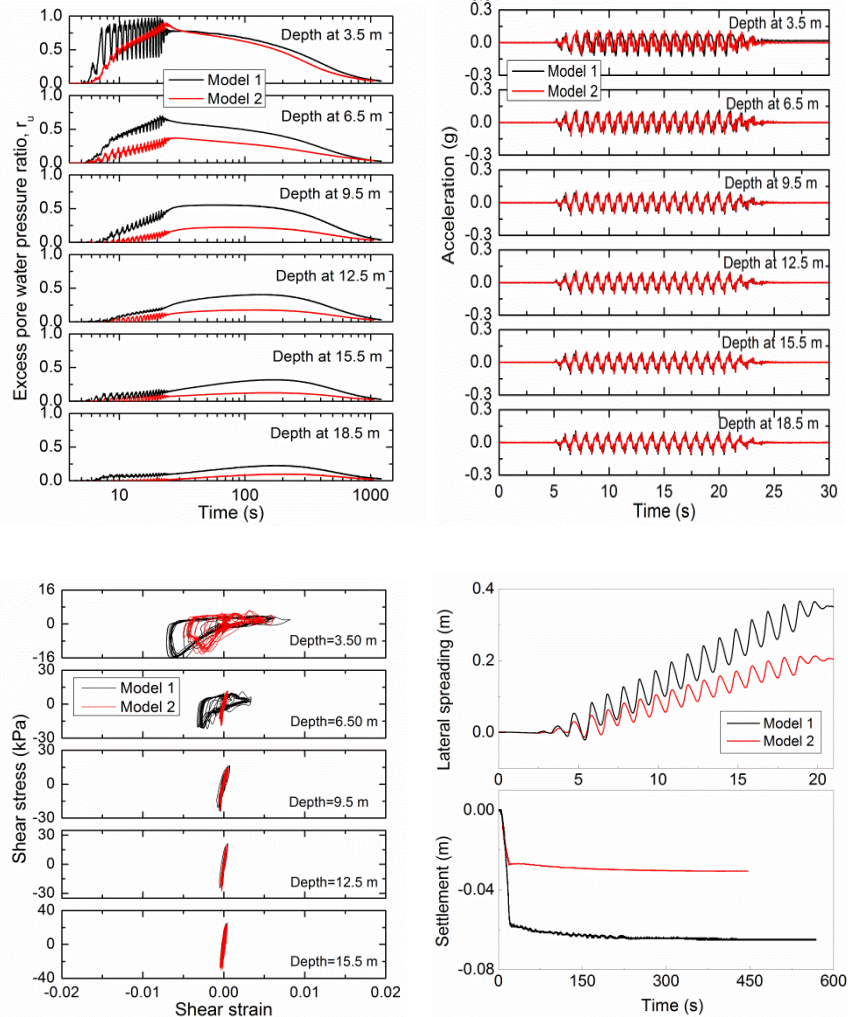 Excess pore water pressure ratio, ru
1.0
0.5
0.0
Depth at 3.5 m
Model 1
Model 2
1.0
0.5
0.0
Depth at 6.5 m
1.0
0.5
0.0
Depth at 9.5 m
1.0
0.5
0.0
Depth at 12.5 m
1.0
0.5
0.0
Depth at 15.5 m
1.0
0.5
0.0
Depth at 18.5 m
10 100 1000
Time (s)
Acceleration (g)
0.3
0.0
-0.3
Depth at 3.5 m
Model 1
Model 2
0.3
0.0
-0.3
Depth at 6.5 m
0.3
0.0
-0.3
Depth at 9.5 m
0.3
0.0
-0.3
Depth at 12.5 m
0.3
0.0
-0.3
Depth at 15.5 m
0.3
0.0
-0.3
Depth at 18.5 m
0 5 10 15 20 25 30
Time (s)
Shear stress (kPa)
16
0
-16
Depth=3.50 m
30
0
-30
Model 1
Model 2
Depth=6.50 m
30
0
-30
Depth=9.5 m
30
0
-30
Depth=12.5 m
40
0
-40
Depth=15.5 m
-0.02 -0.01 0.00 0.01 0.02
Shear strain
Lateral spreading (m)
0.4
0.2
0.0
Model 1
Model 2
0 5 10 15 20
Settlement (m)
0.00
-0.04
-0.08
0 150 300 450 600
Time (s)